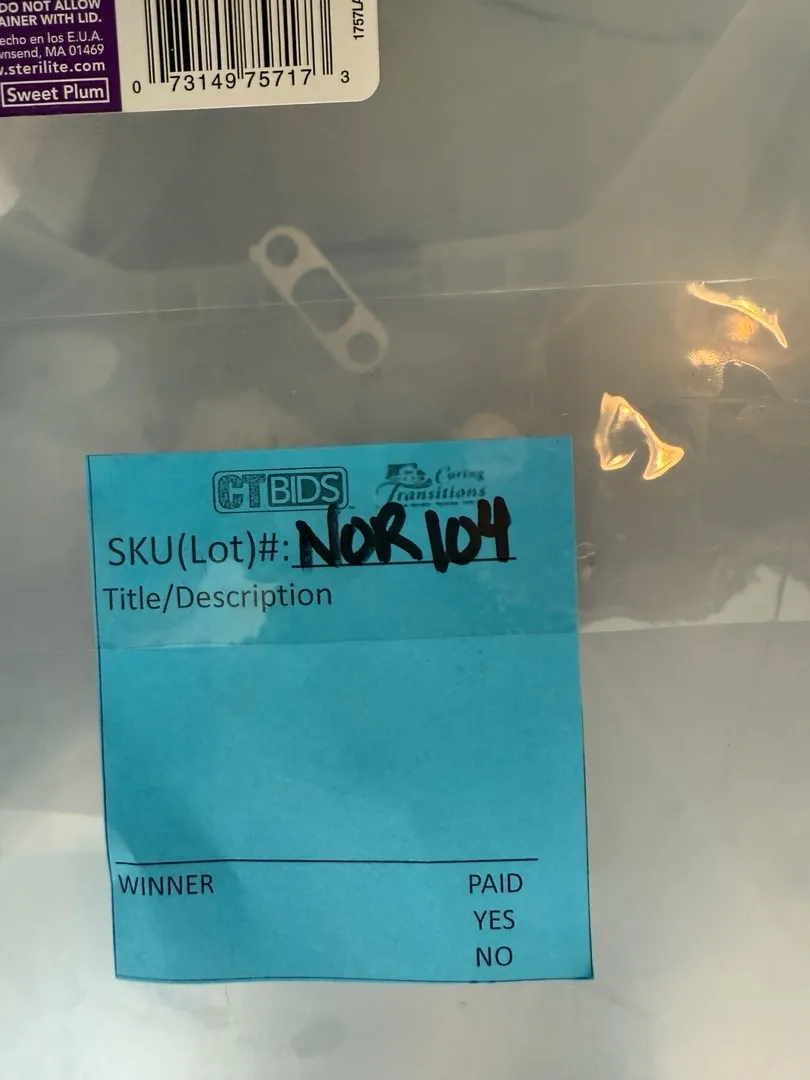 DO NOT ALLOW
AINER WITH LID.
echo en los E.U.A.
wnsend, MA 01469
w.sterilite.com
Sweet Plum
0 73149 75717 3
1757LA
CTBIDS
Caring
Transitions
SKU(Lot)#: NOR104
Title/Description
WINNER PAID
YES
NO